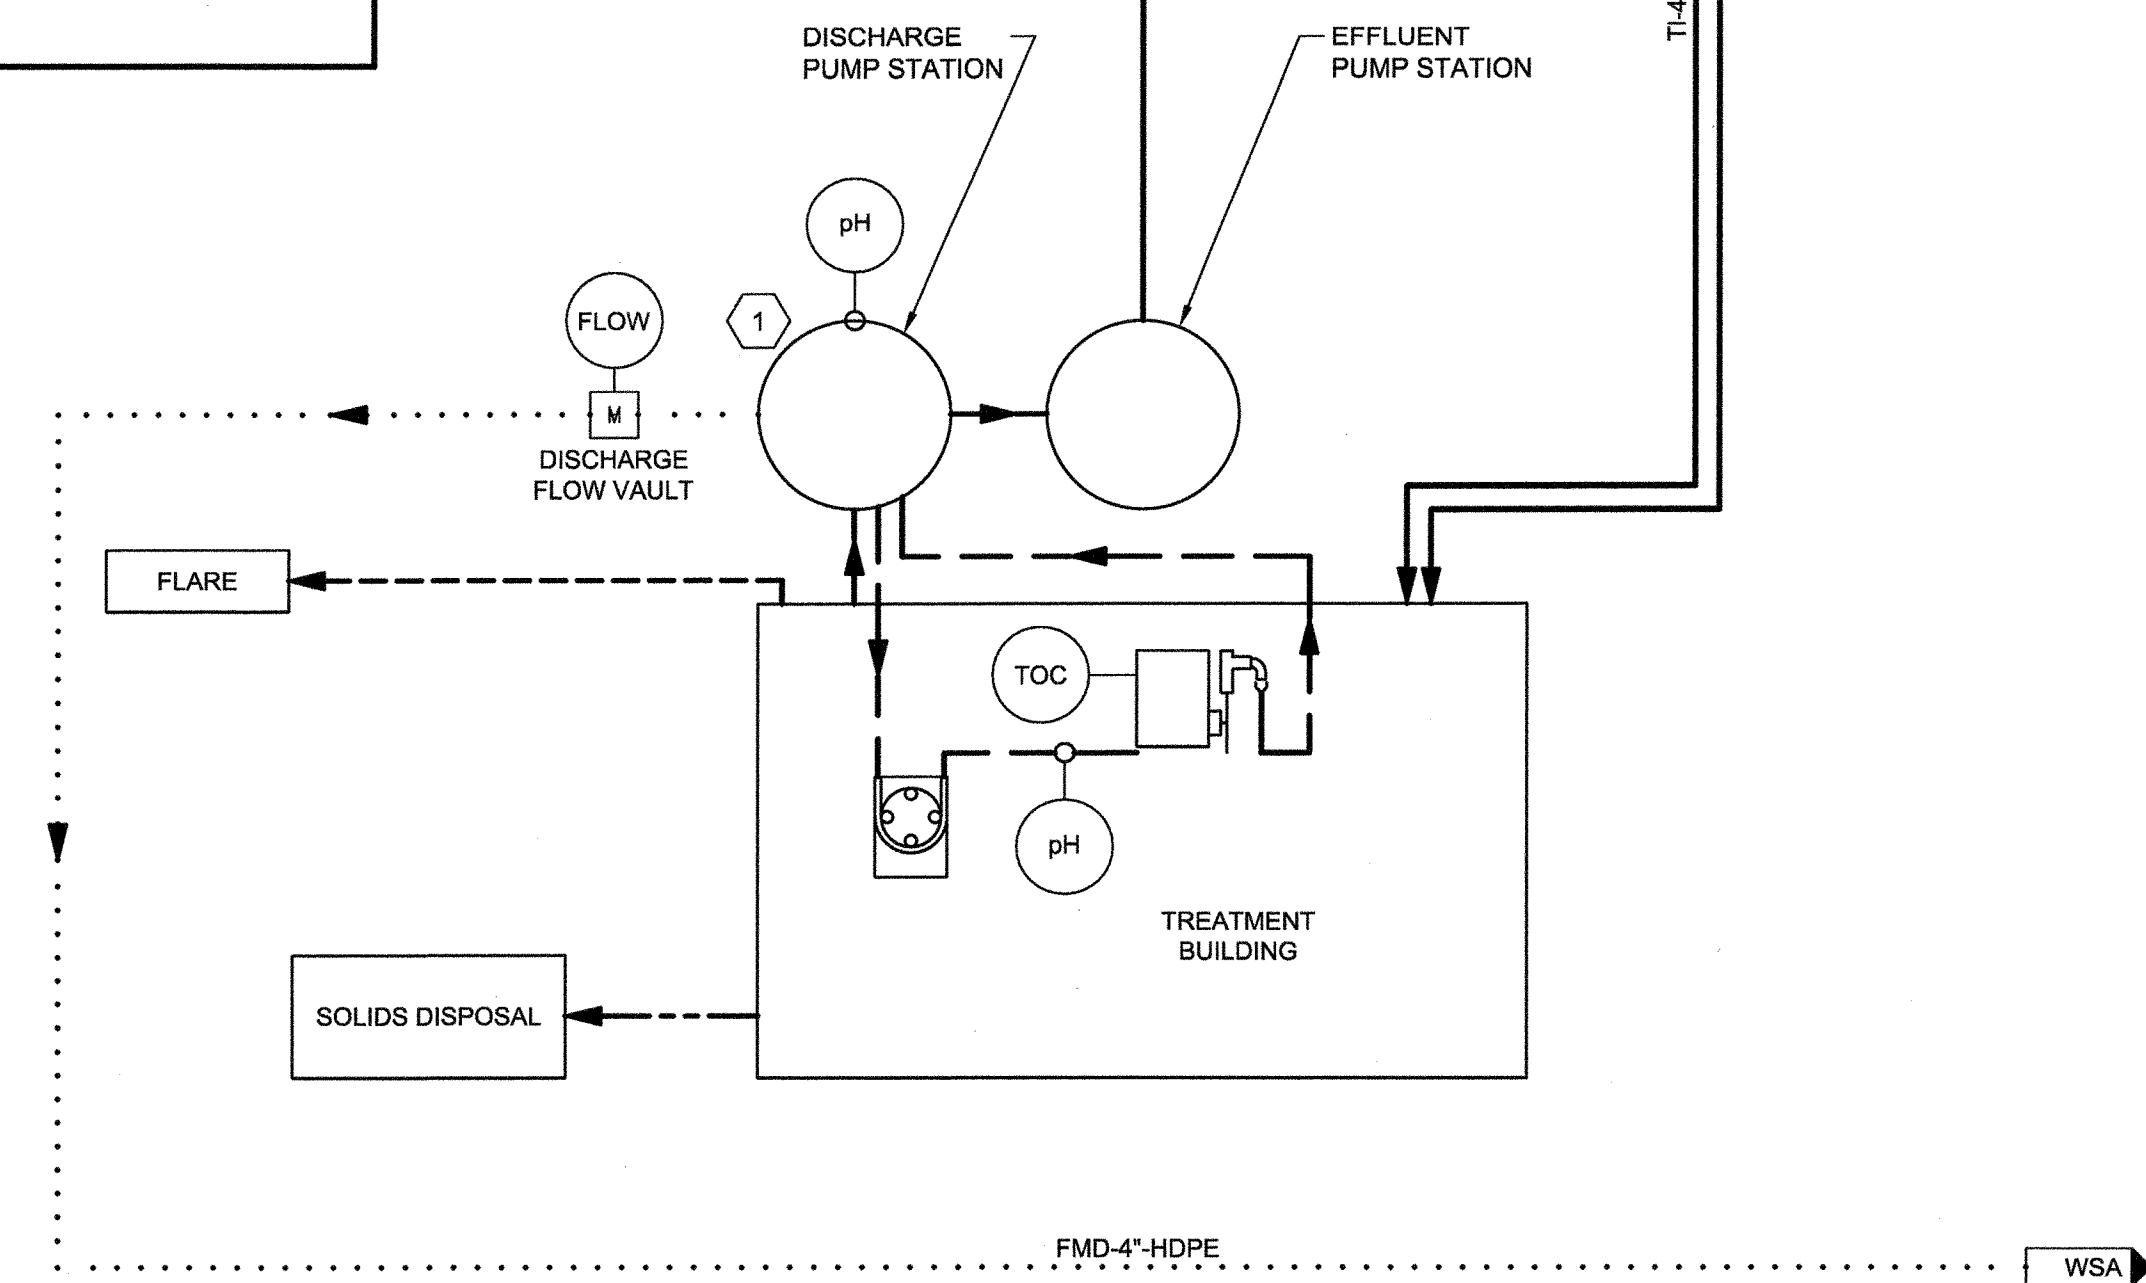 DISCHARGE
PUMP STATION
EFFLUENT
PUMP STATION
TI-4
pH
FLOW
1
M
DISCHARGE
FLOW VAULT
FLARE
TOC
pH
TREATMENT
BUILDING
SOLIDS DISPOSAL
FMD-4"-HDPE
WSA